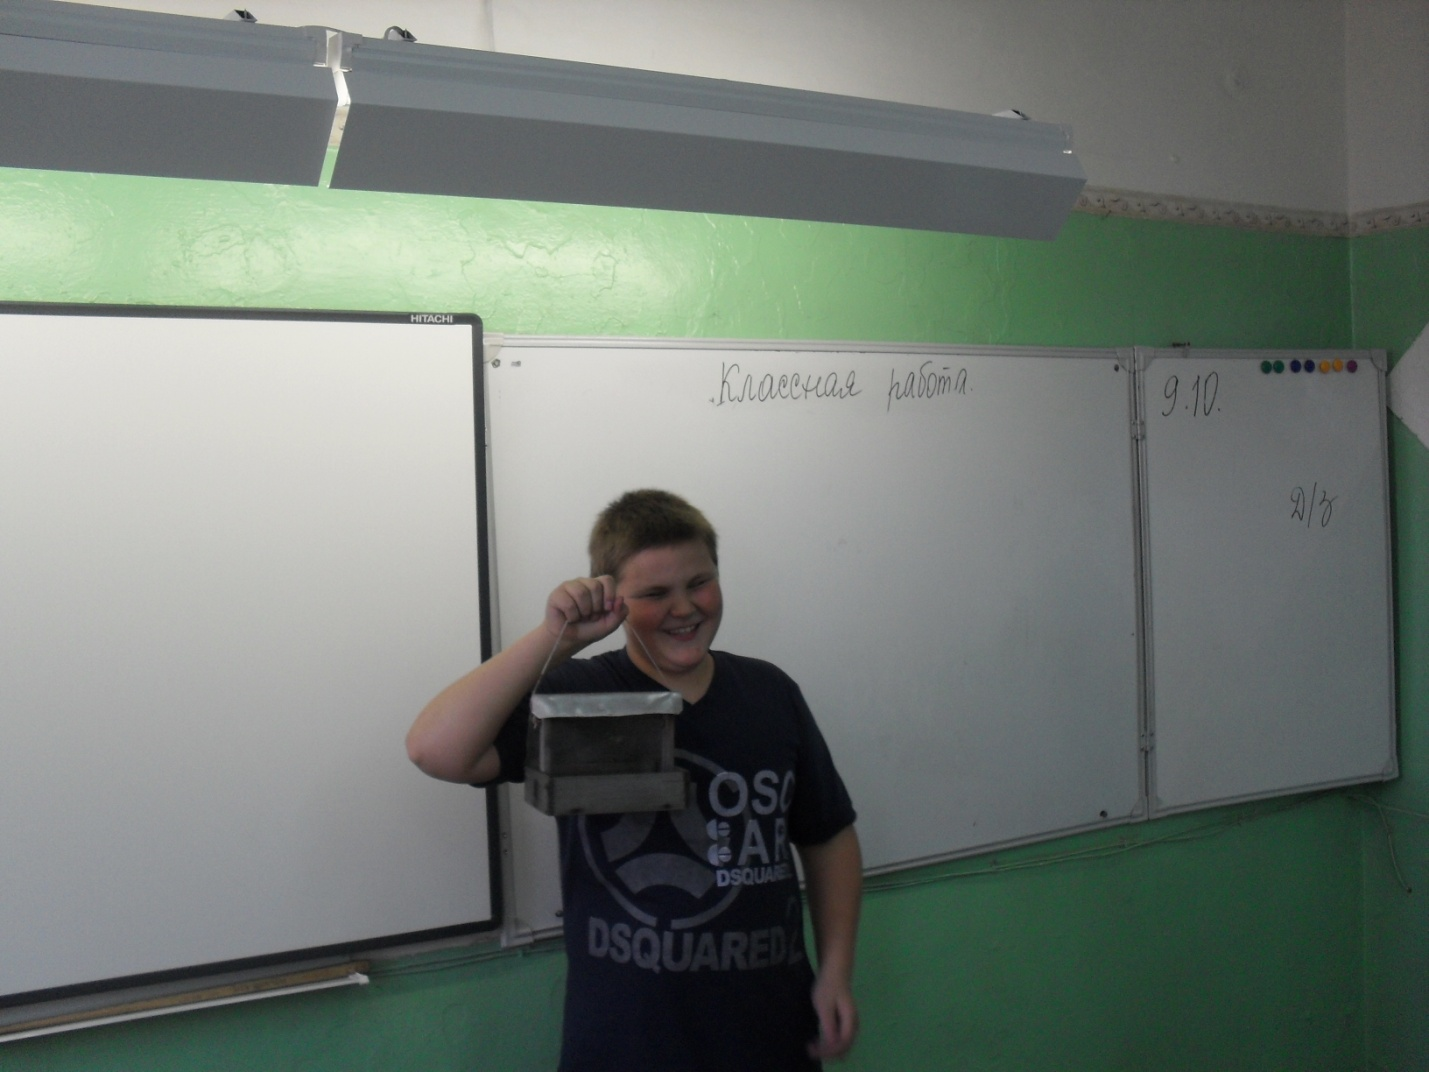 HITACHI
Классная работа.
9.10.
Д/з
OSC
AR
DSQUARED
DSQUARED2